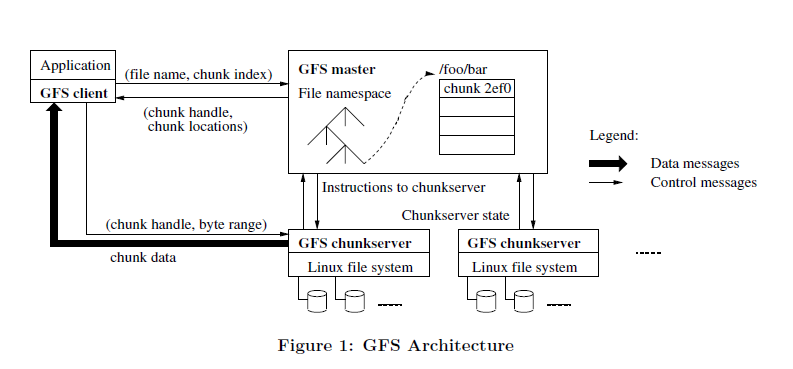 Application
GFS client
(file name, chunk index)
(chunk handle,
chunk locations)
GFS master
File namespace
/foo/bar
chunk 2ef0
Legend:
Data messages
Control messages
Instructions to chunkserver
Chunkserver state
(chunk handle, byte range)
chunk data
GFS chunkserver
Linux file system
GFS chunkserver
Linux file system
Figure 1: GFS Architecture